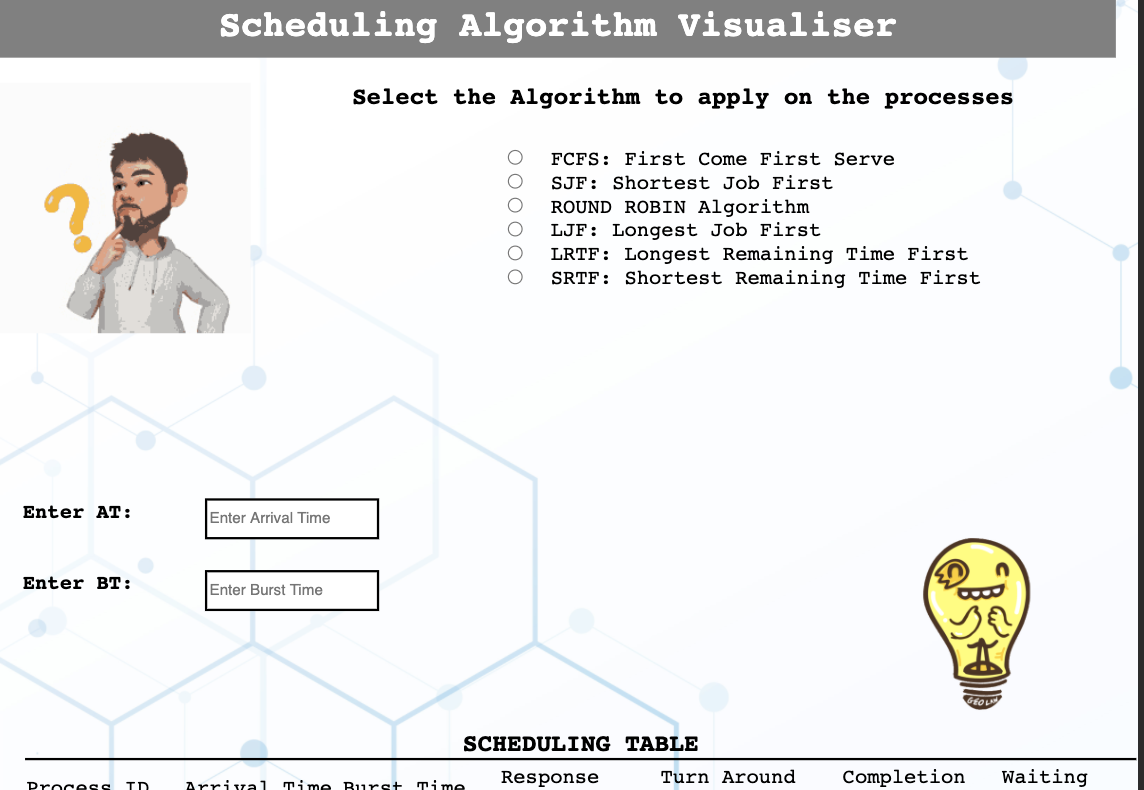 Scheduling Algorithm Visualiser
Select the Algorithm to apply on the processes
FCFS: First Come First Serve
SJF: Shortest Job First
ROUND ROBIN Algorithm
LJF: Longest Job First
LRTF: Longest Remaining Time First
SRTF: Shortest Remaining Time First
Enter AT:
Enter Arrival Time
Enter BT:
Enter Burst Time
GEO LAW
SCHEDULING TABLE
Process ID Arrival Time Burst Time Response Turn Around Completion Waiting